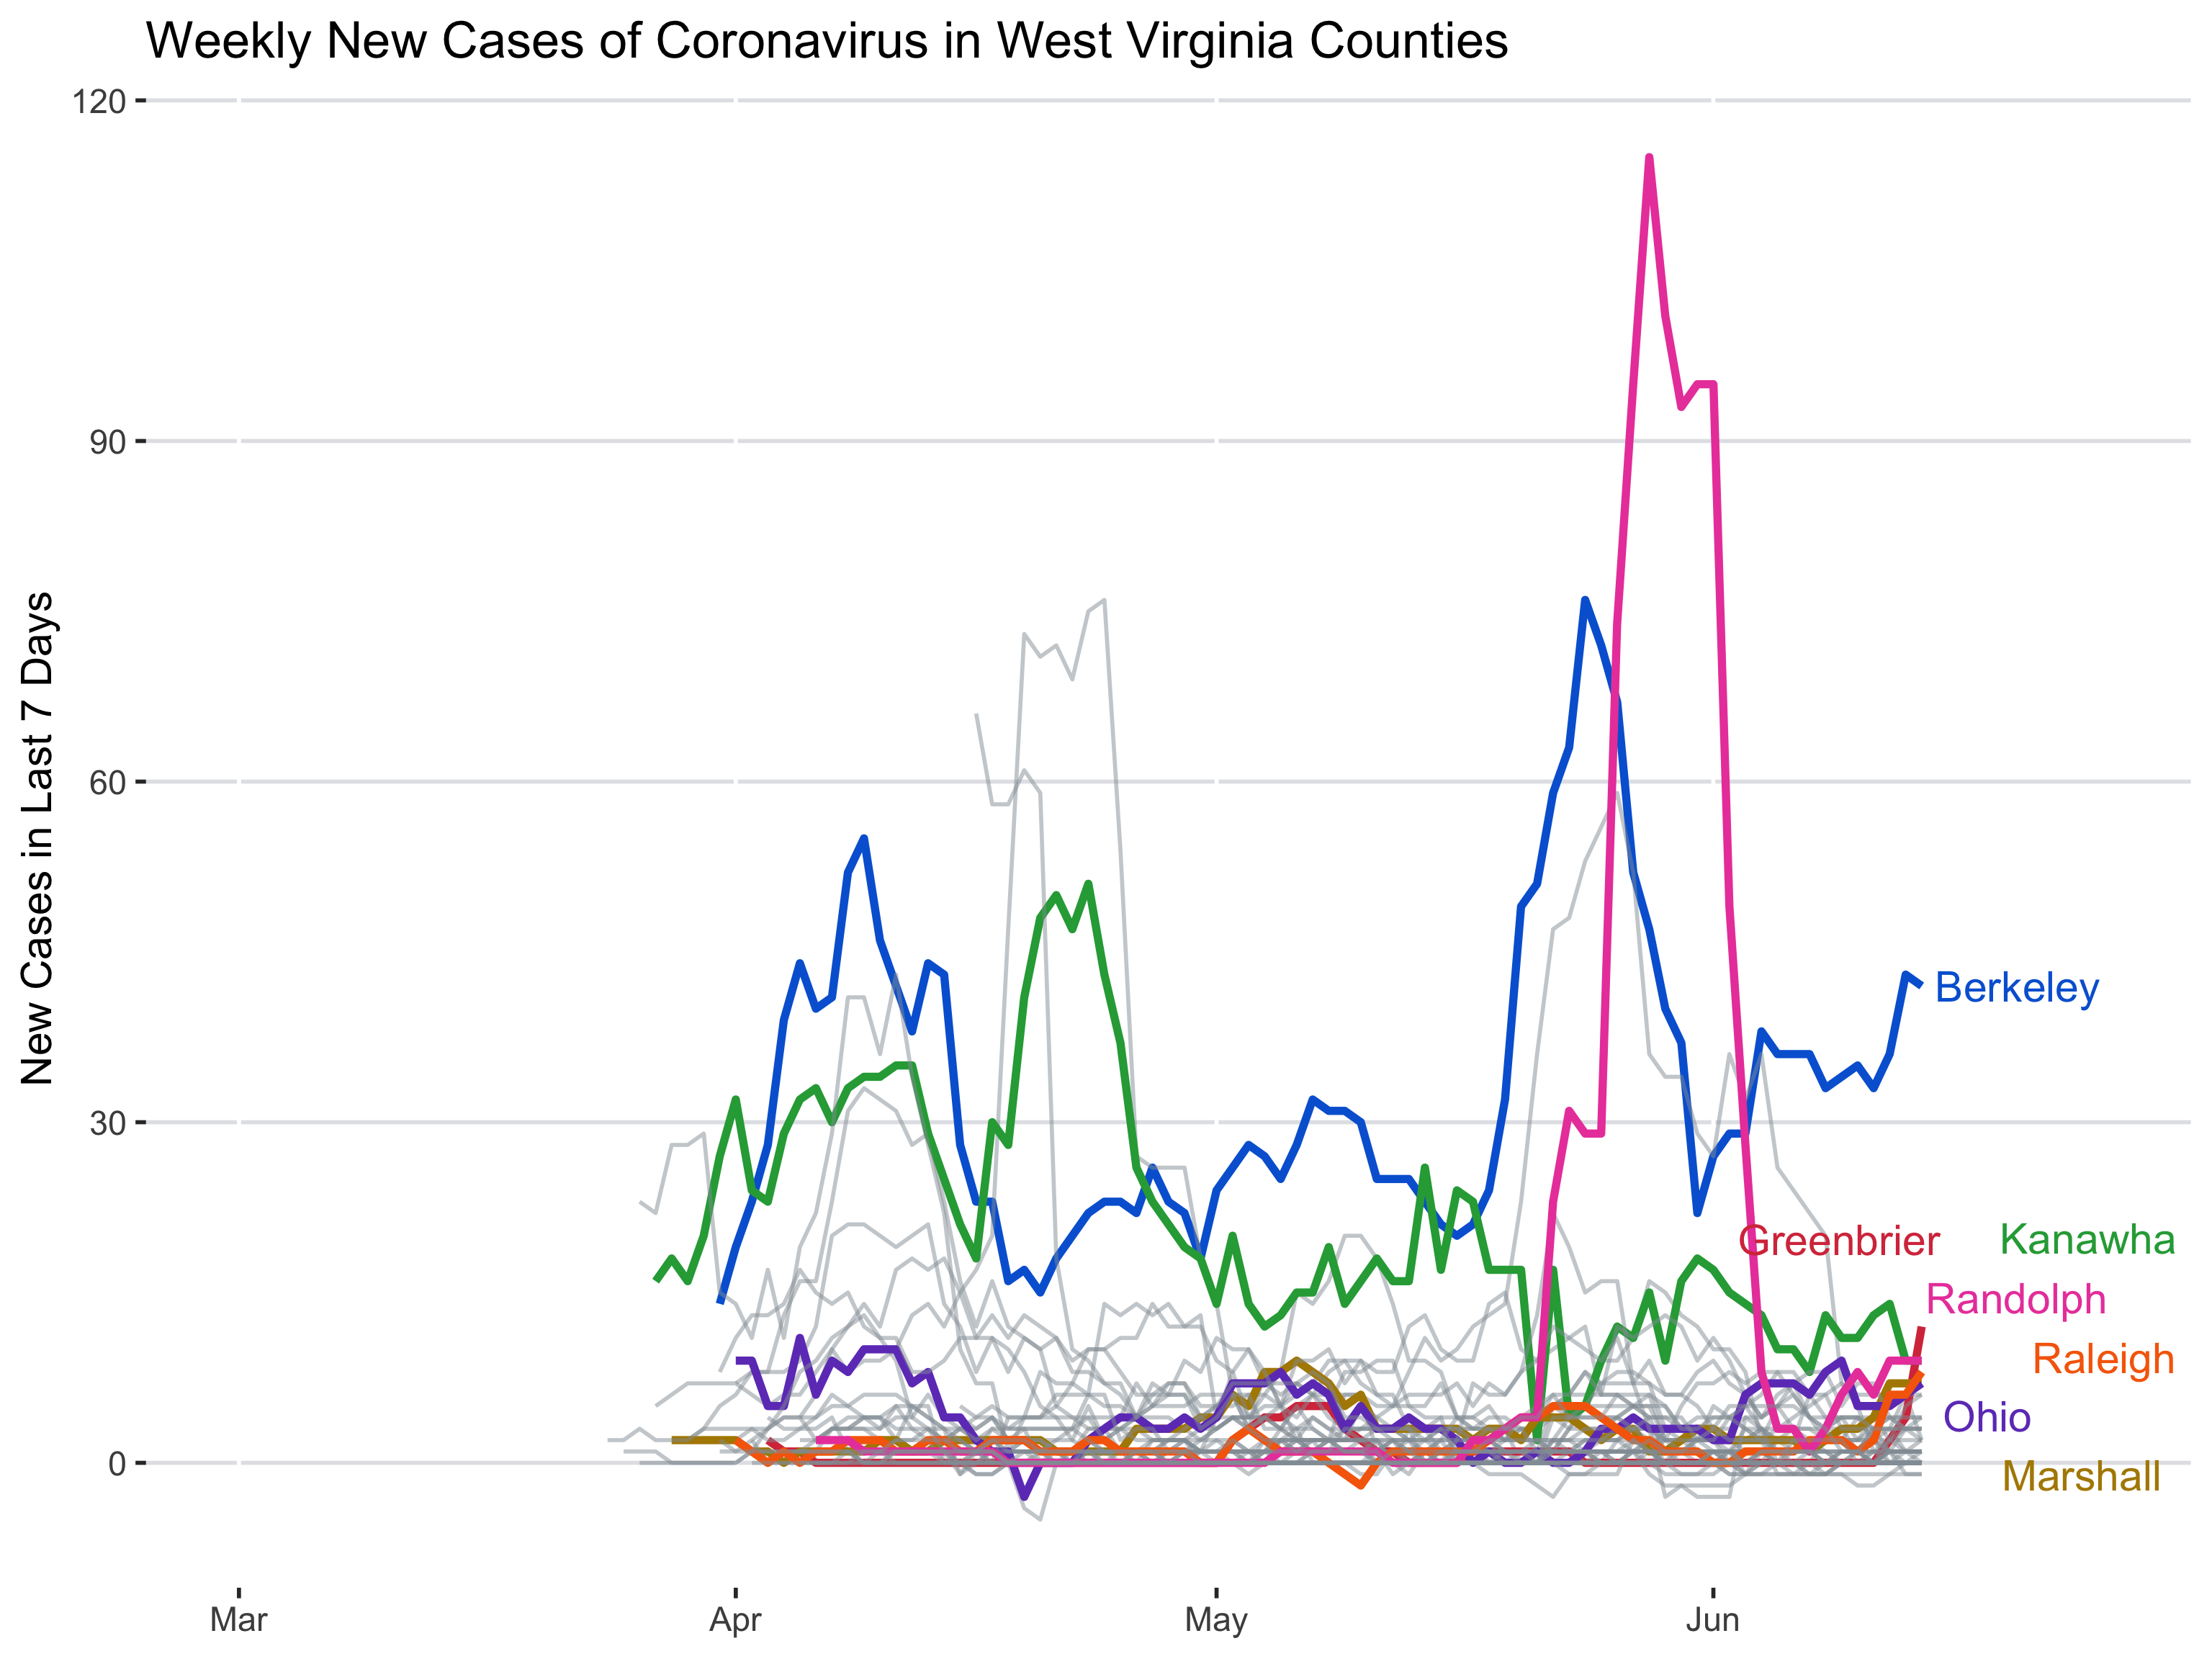 Weekly New Cases of Coronavirus in West Virginia Counties
New Cases in Last 7 Days
120
90
60
30
0
Berkeley
Greenbrier
Kanawha
Randolph
Raleigh
Ohio
Marshall
Mar
Apr
May
Jun